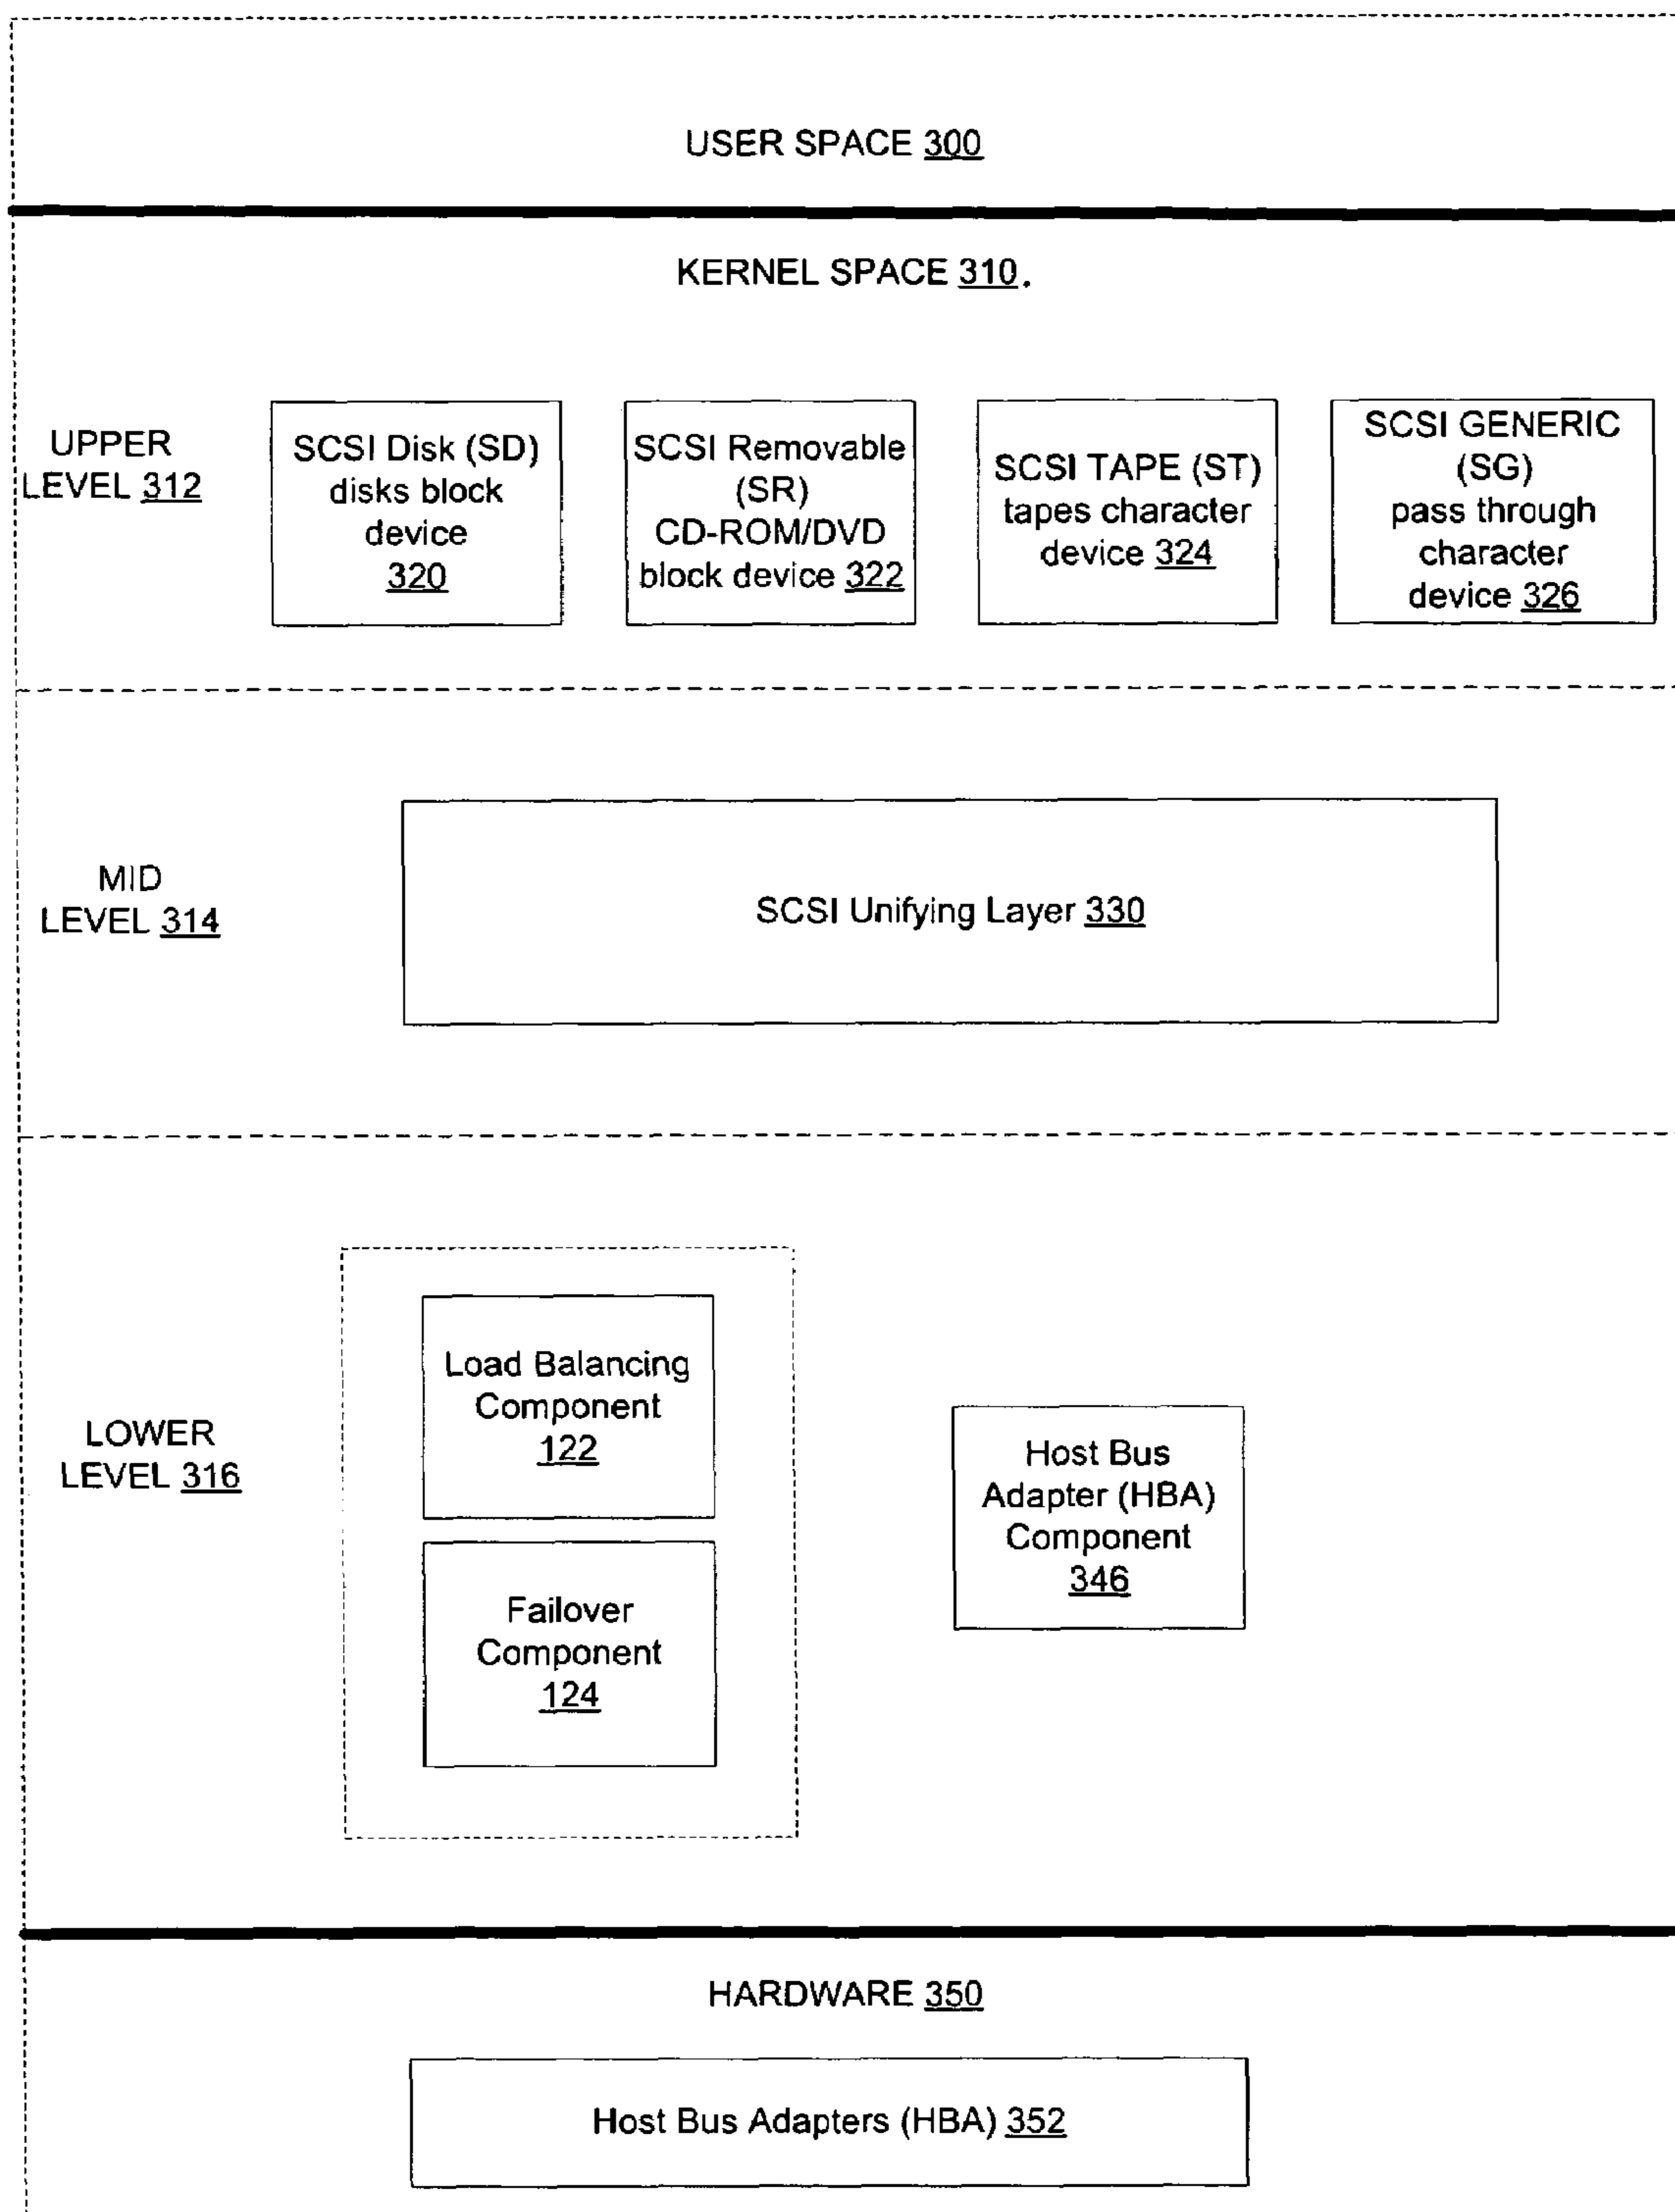 USER SPACE 300
KERNEL SPACE 310.
UPPER
LEVEL 312
SCSI Disk (SD)
disks block
device
320
SCSI Removable
(SR)
CD-ROM/DVD
block device 322
SCSI TAPE (ST)
tapes character
device 324
SCSI GENERIC
(SG)
pass through
character
device 326
MID
LEVEL 314
SCSI Unifying Layer 330
LOWER
LEVEL 316
Load Balancing
Component
122
Failover
Component
124
Host Bus
Adapter (HBA)
Component
346
HARDWARE 350
Host Bus Adapters (HBA) 352